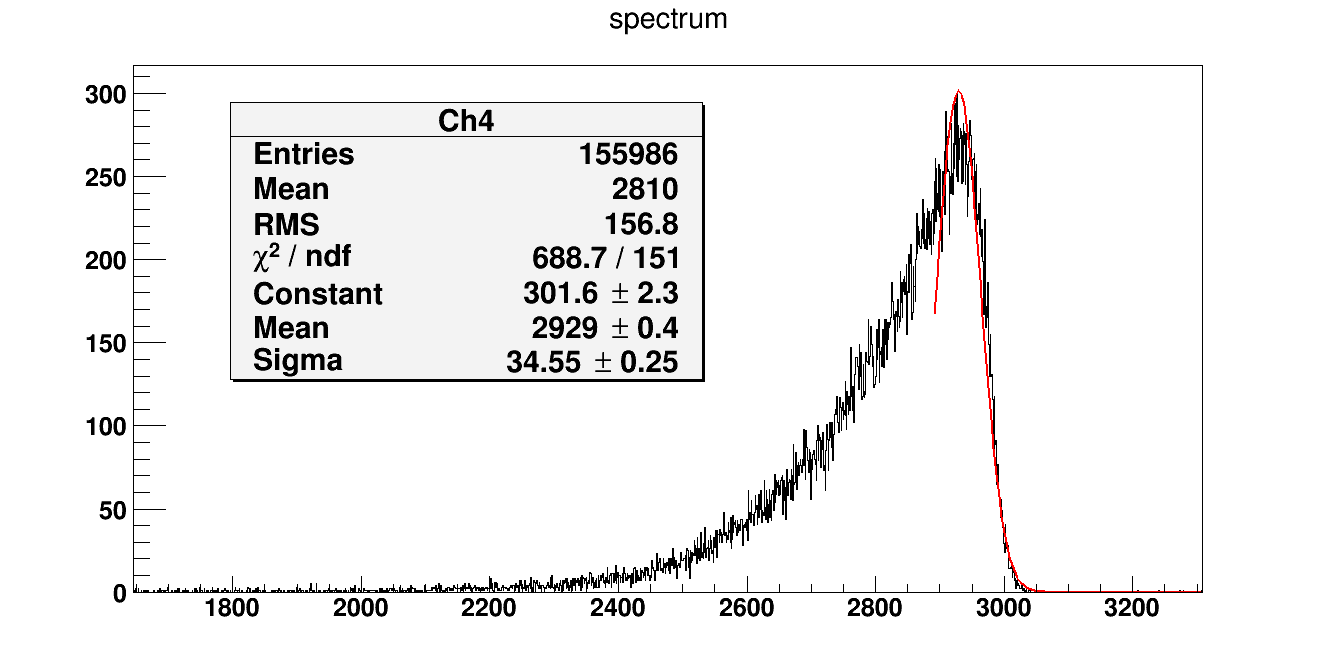 spectrum
Ch4
Entries 155986
Mean 2810
RMS 156.8
χ² / ndf 688.7 / 151
Constant 301.6 ± 2.3
Mean 2929 ± 0.4
Sigma 34.55 ± 0.25
300
250
200
150
100
50
0
1800 2000 2200 2400 2600 2800 3000 3200